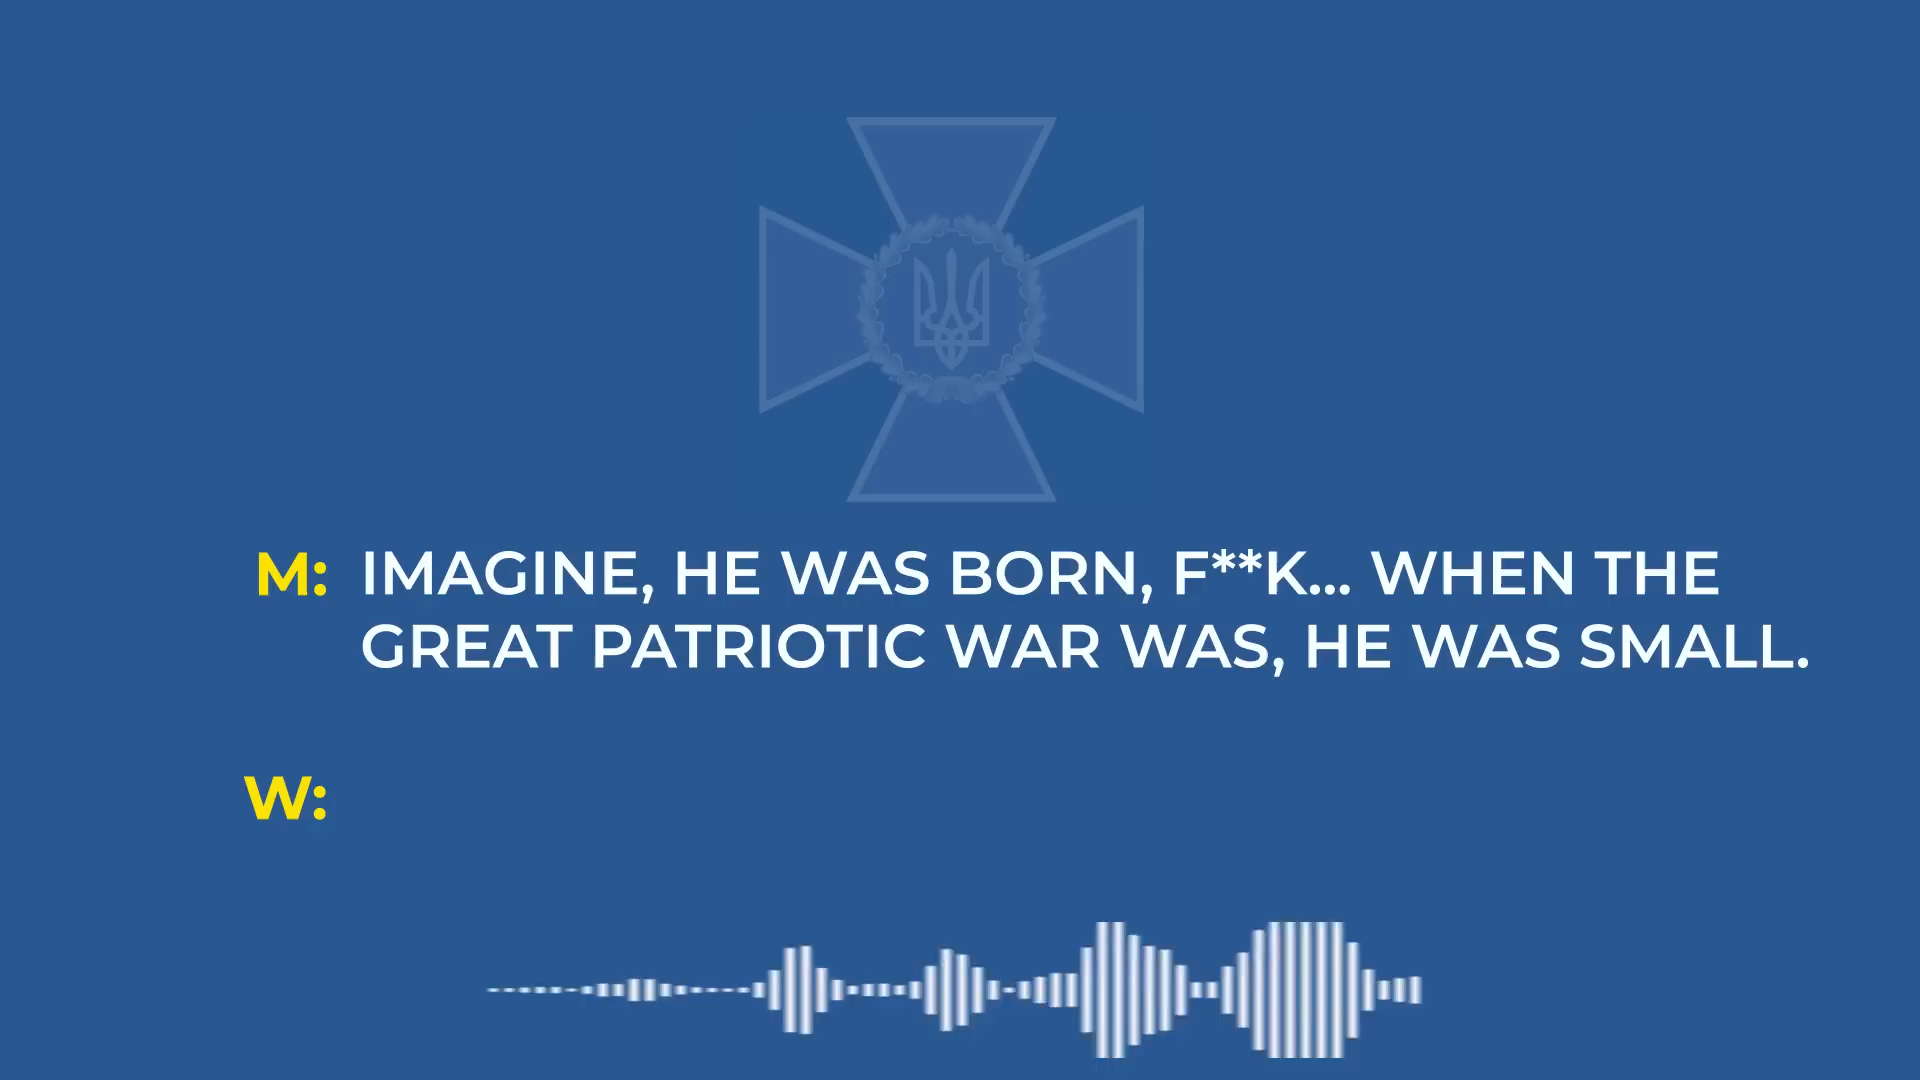 M: IMAGINE, HE WAS BORN, F**K... WHEN THE
GREAT PATRIOTIC WAR WAS, HE WAS SMALL.
W: